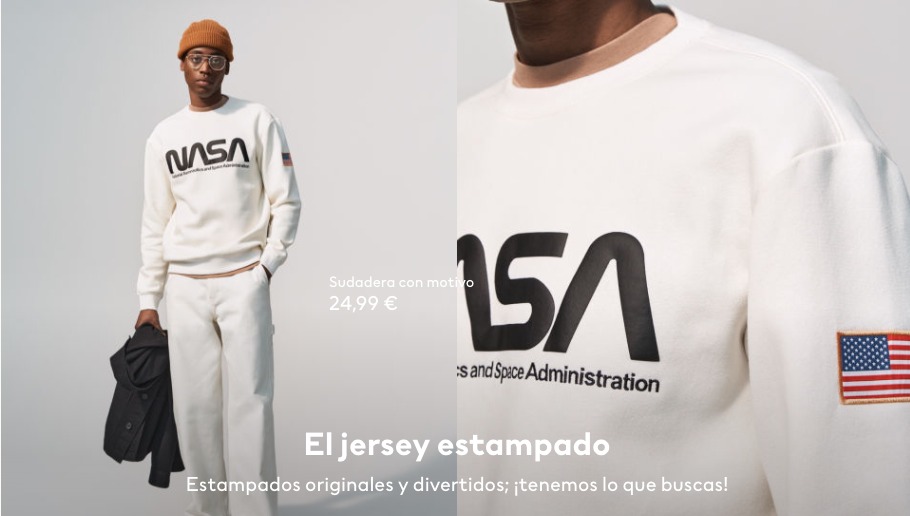 NASA
Sudadera con motivo
24,99 €
ASA
cs and Space Administration
El jersey estampado
Estampados originales y divertidos; ¡tenemos lo que buscas!